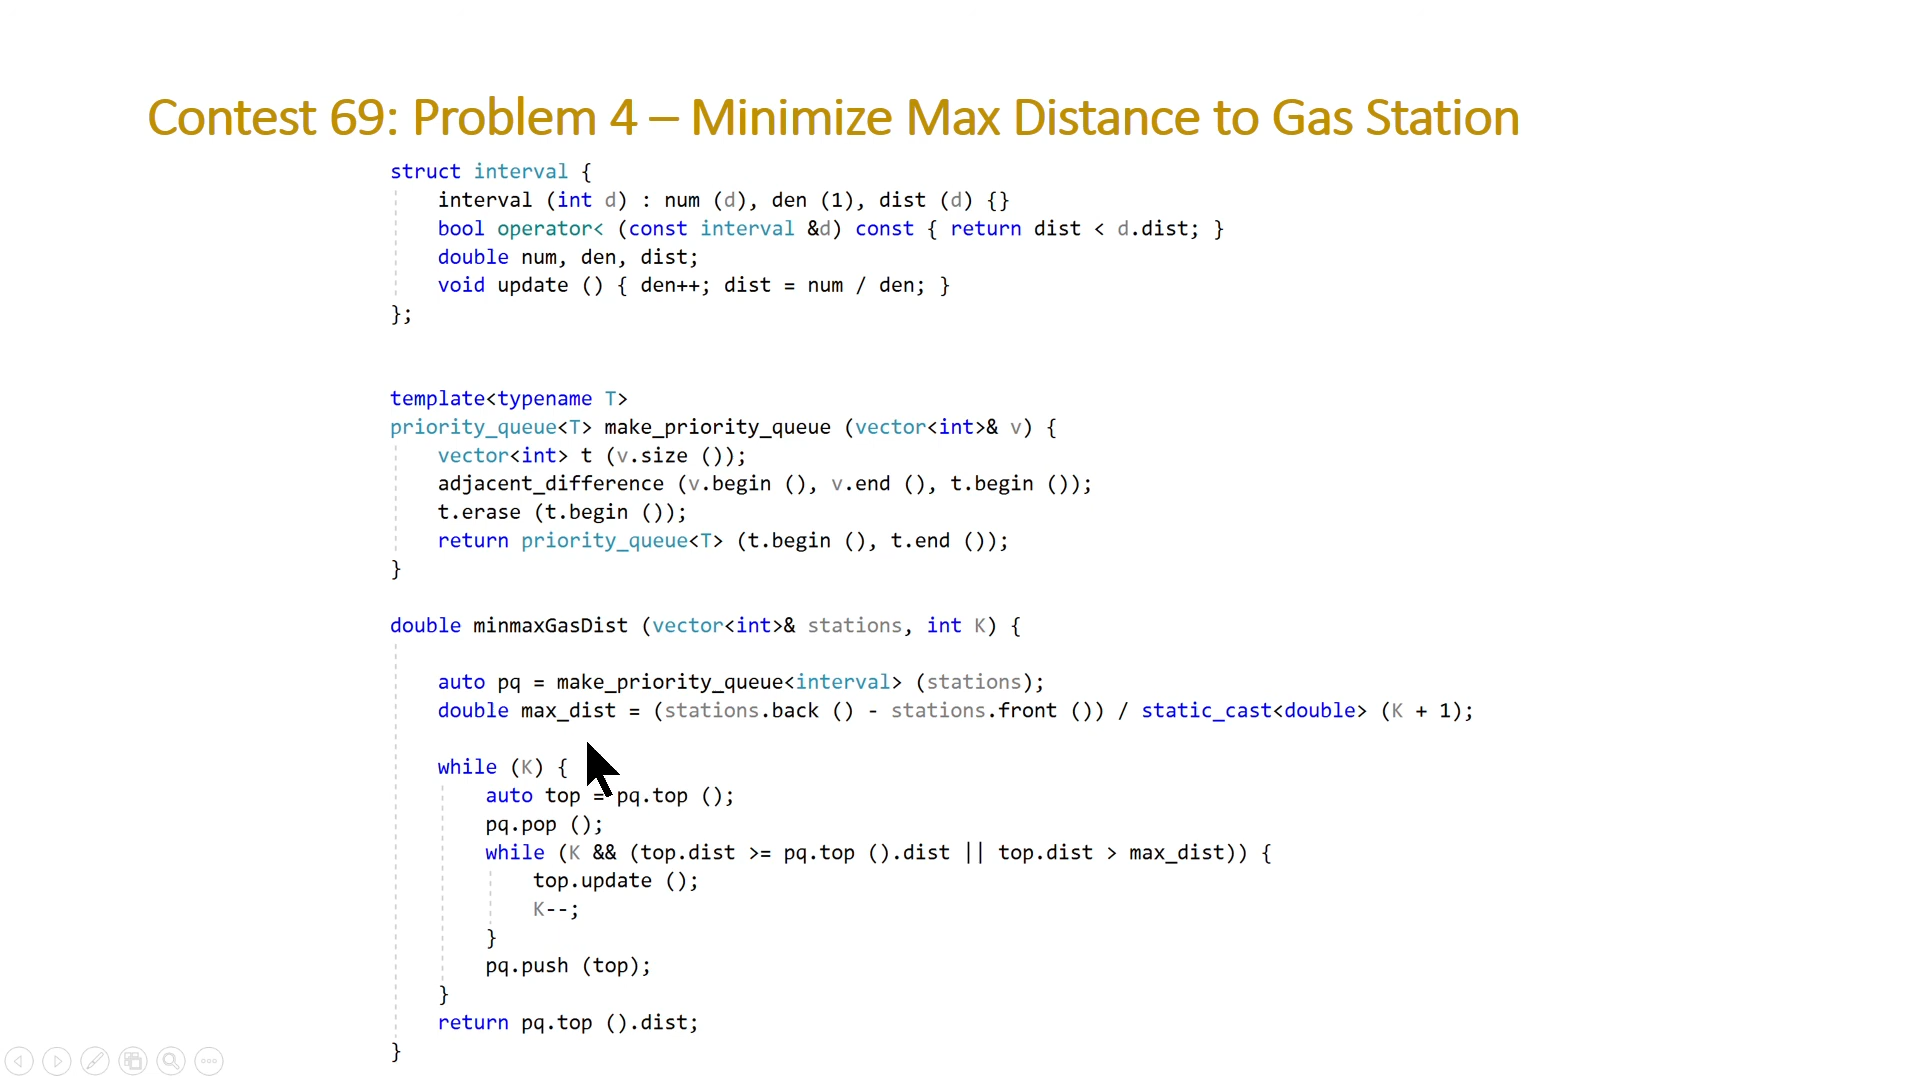 Contest 69: Problem 4 – Minimize Max Distance to Gas Station
struct interval {
    interval (int d) : num (d), den (1), dist (d) {}
    bool operator< (const interval &d) const { return dist < d.dist; }
    double num, den, dist;
    void update () { den++; dist = num / den; }
};
template<typename T>
priority_queue<T> make_priority_queue (vector<int>& v) {
    vector<int> t (v.size ());
    adjacent_difference (v.begin (), v.end (), t.begin ());
    t.erase (t.begin ());
    return priority_queue<T> (t.begin (), t.end ());
}
double minmaxGasDist (vector<int>& stations, int K) {
    auto pq = make_priority_queue<interval> (stations);
    double max_dist = (stations.back () - stations.front ()) / static_cast<double> (K + 1);
    while (K) {
        auto top = pq.top ();
        pq.pop ();
        while (K && (top.dist >= pq.top ().dist || top.dist > max_dist)) {
            top.update ();
            K--;
        }
        pq.push (top);
    }
    return pq.top ().dist;
}